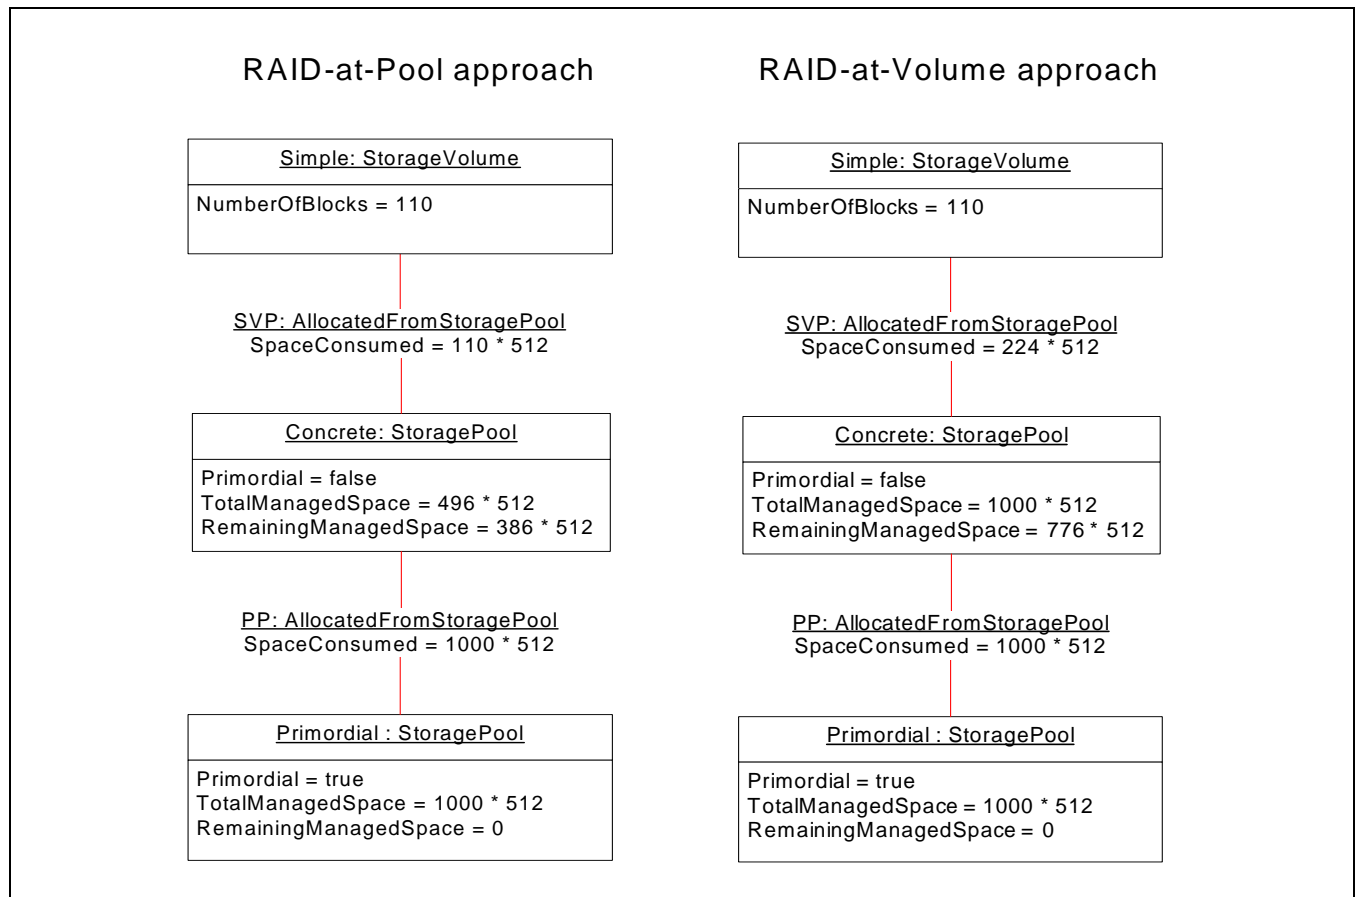 RAID-at-Pool approach
Simple: StorageVolume
NumberOfBlocks = 110
SVP: AllocatedFromStoragePool
SpaceConsumed = 110 * 512
Concrete: StoragePool
Primordial = false
TotalManagedSpace = 496 * 512
RemainingManagedSpace = 386 * 512
PP: AllocatedFromStoragePool
SpaceConsumed = 1000 * 512
Primordial : StoragePool
Primordial = true
TotalManagedSpace = 1000 * 512
RemainingManagedSpace = 0
RAID-at-Volume approach
Simple: StorageVolume
NumberOfBlocks = 110
SVP: AllocatedFromStoragePool
SpaceConsumed = 224 * 512
Concrete: StoragePool
Primordial = false
TotalManagedSpace = 1000 * 512
RemainingManagedSpace = 776 * 512
PP: AllocatedFromStoragePool
SpaceConsumed = 1000 * 512
Primordial : StoragePool
Primordial = true
TotalManagedSpace = 1000 * 512
RemainingManagedSpace = 0